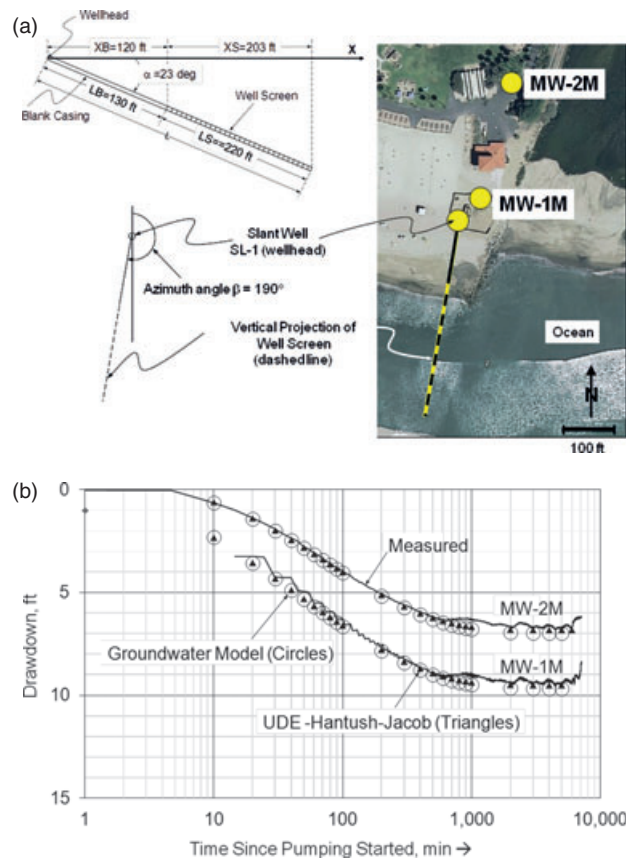 (a)
Wellhead
XB=120 ft
XS=203 ft
X
α =23 deg
Well Screen
Blank Casing
LB=130 ft
LS==220 ft
L
MW-2M
MW-1M
Slant Well
SL-1 (wellhead)
Azimuth angle β = 190°
Vertical Projection of
Well Screen
(dashed line)
Ocean
N
100 ft
(b)
0
5
10
15
Drawdown, ft
Measured
MW-2M
Groundwater Model (Circles)
MW-1M
UDE -Hantush-Jacob (Triangles)
1
10
100
1,000
10,000
Time Since Pumping Started, min →